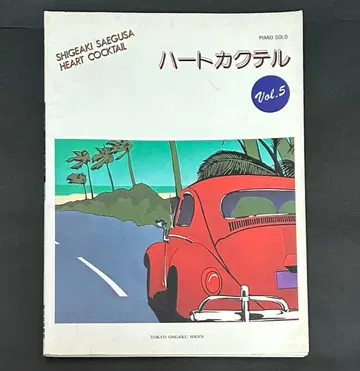 PIANO SOLO
SHIGEAKI SAEGUSA
HEART COCKTAIL
ハートカクテル
Vol.5
TOKYO ONGAKU SHOIN